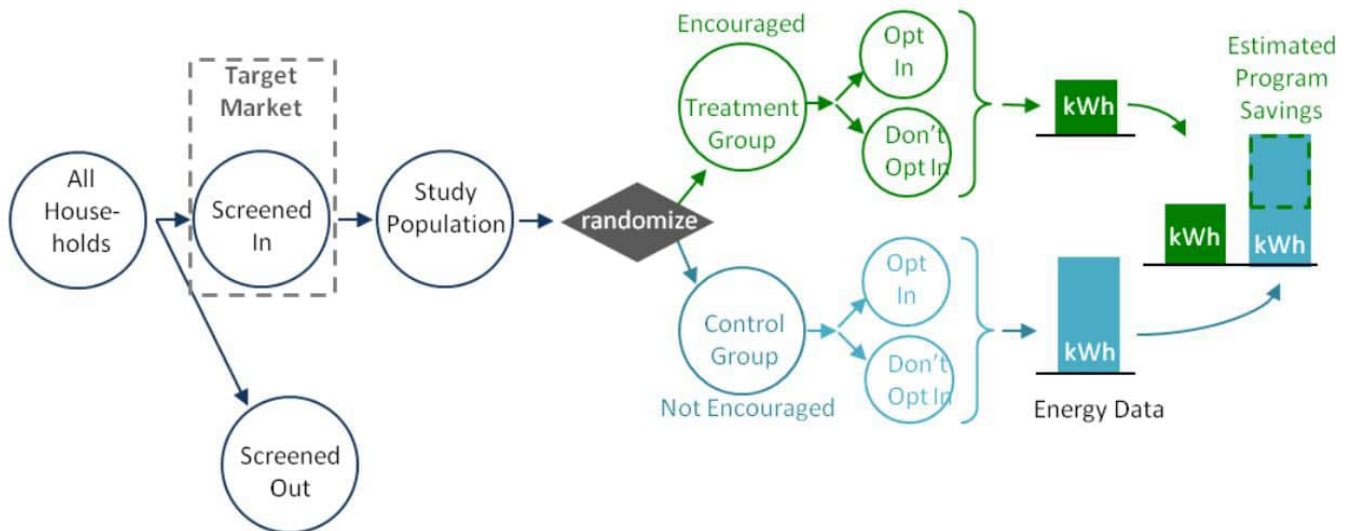 All
House-
holds
Target
Market
Screened
In
Screened
Out
Study
Population
randomize
Encouraged
Treatment
Group
Opt
In
Don't
Opt In
kWh
Control
Group
Not Encouraged
Opt
In
Don't
Opt In
kWh
Energy Data
Estimated
Program
Savings
kWh
kWh